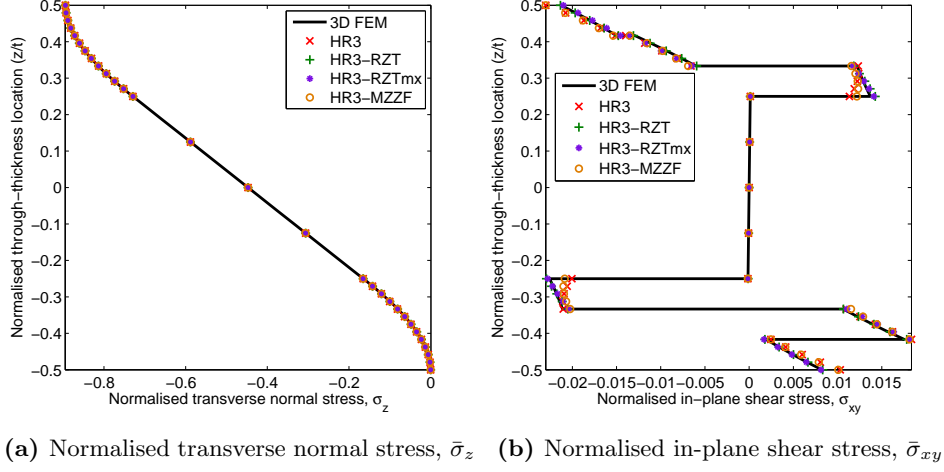 0.5
0.4
0.3
0.2
0.1
0
−0.1
−0.2
−0.3
−0.4
−0.5
Normalised through−thickness location (z/t)
−0.8
−0.6
−0.4
−0.2
0
Normalised transverse normal stress, σz
3D FEM
HR3
HR3−RZT
HR3−RZTmx
HR3−MZZF
(a) Normalised transverse normal stress, σ̄z
0.5
0.4
0.3
0.2
0.1
0
−0.1
−0.2
−0.3
−0.4
−0.5
Normalised through−thickness location (z/t)
−0.02
−0.015
−0.01
−0.005
0
0.005
0.01
0.015
Normalised in−plane shear stress, σxy
3D FEM
HR3
HR3−RZT
HR3−RZTmx
HR3−MZZF
(b) Normalised in-plane shear stress, σ̄xy